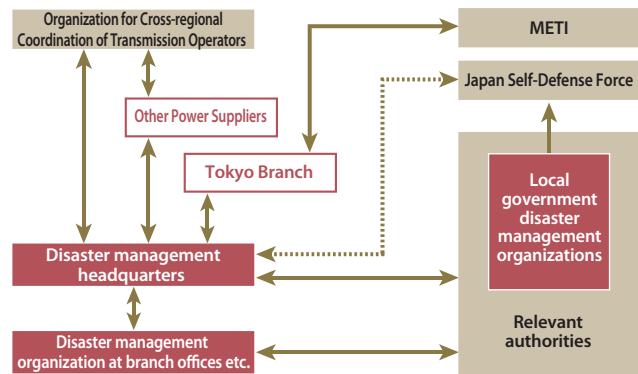 Organization for Cross-regional
Coordination of Transmission Operators
METI
Japan Self-Defense Force
Other Power Suppliers
Tokyo Branch
Local
government
disaster
management
organizations
Disaster management
headquarters
Relevant
authorities
Disaster management
organization at branch offices etc.